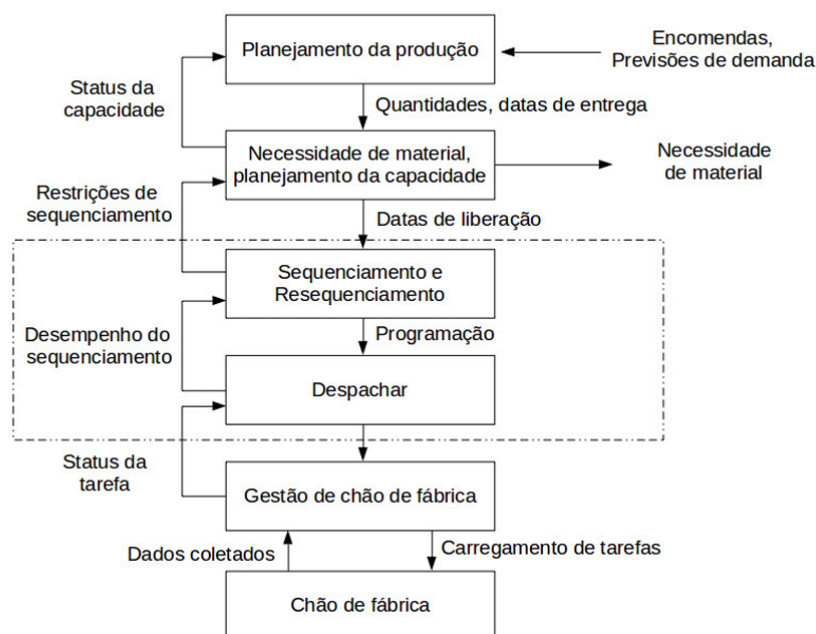 Planejamento da produção
Encomendas,
Previsões de demanda
Status da
capacidade
Quantidades, datas de entrega
Necessidade de material,
planejamento da capacidade
Necessidade
de material
Restrições de
sequenciamento
Datas de liberação
Sequenciamento e
Resequenciamento
Desempenho do
sequenciamento
Programação
Despachar
Status da
tarefa
Gestão de chão de fábrica
Dados coletados
Carregamento de tarefas
Chão de fábrica